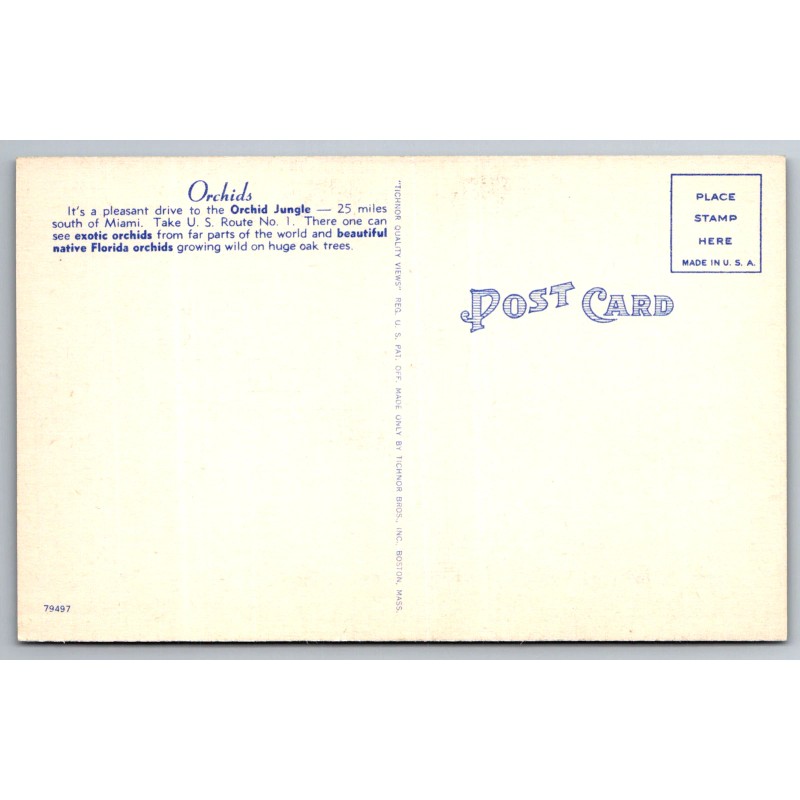 Orchids
It's a pleasant drive to the Orchid Jungle — 25 miles
south of Miami. Take U. S. Route No. 1. There one can
see exotic orchids from far parts of the world and beautiful
native Florida orchids growing wild on huge oak trees.
79497
"TICHNOR QUALITY VIEWS" REG. U. S. PAT. OFF. MADE ONLY BY TICHNOR BROS., INC., BOSTON, MASS.
POST CARD
PLACE
STAMP
HERE
MADE IN U. S. A.